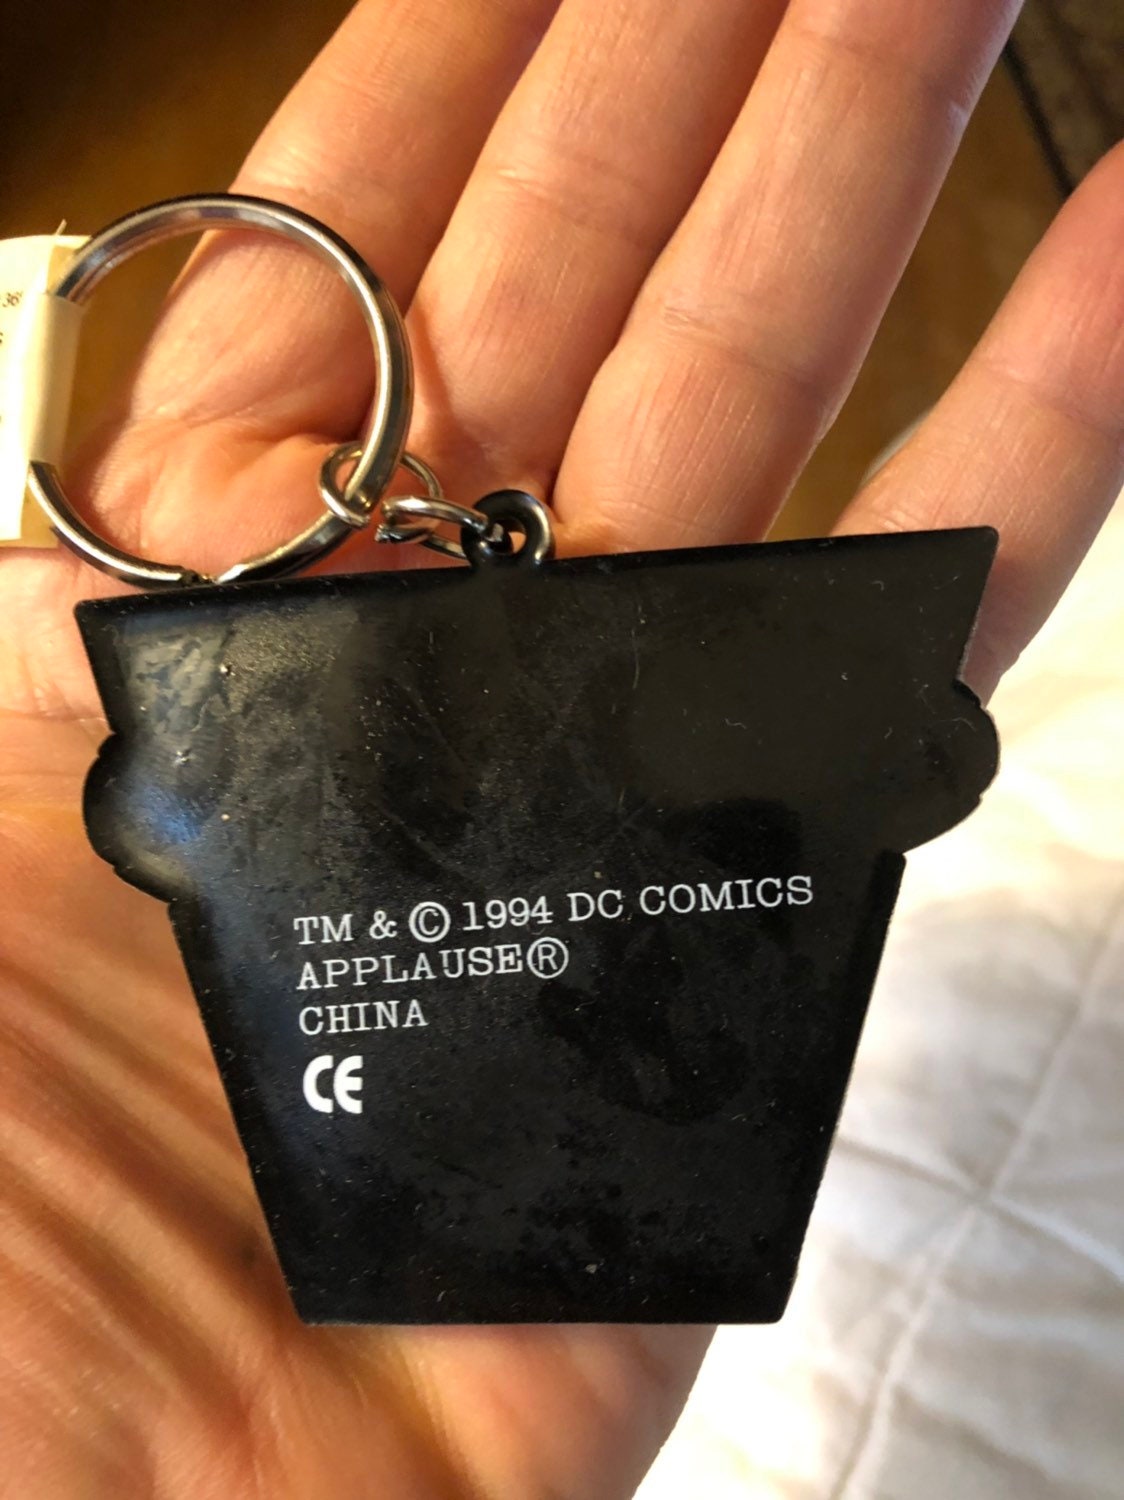 TM & © 1994 DC COMICS
APPLAUSE®
CHINA
CE